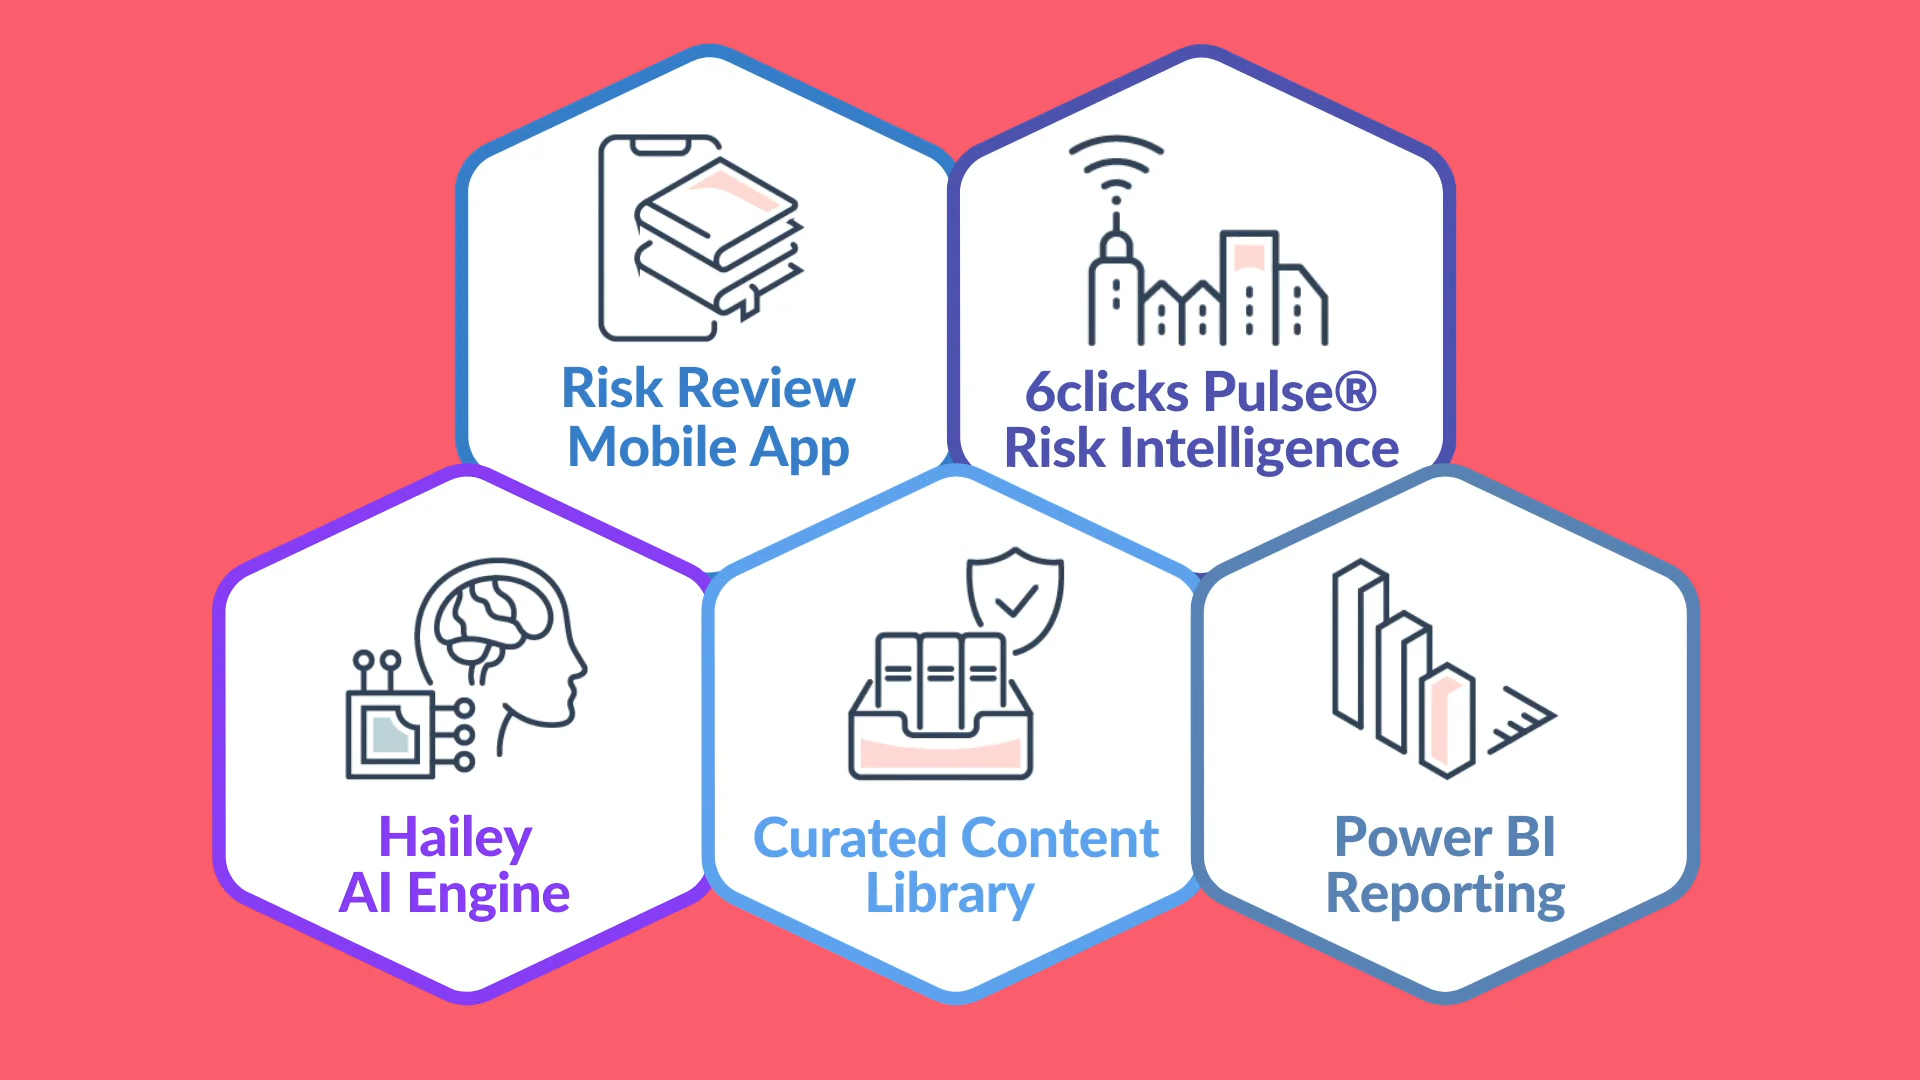 Risk Review
Mobile App
6clicks Pulse®
Risk Intelligence
Hailey
AI Engine
Curated Content
Library
Power BI
Reporting